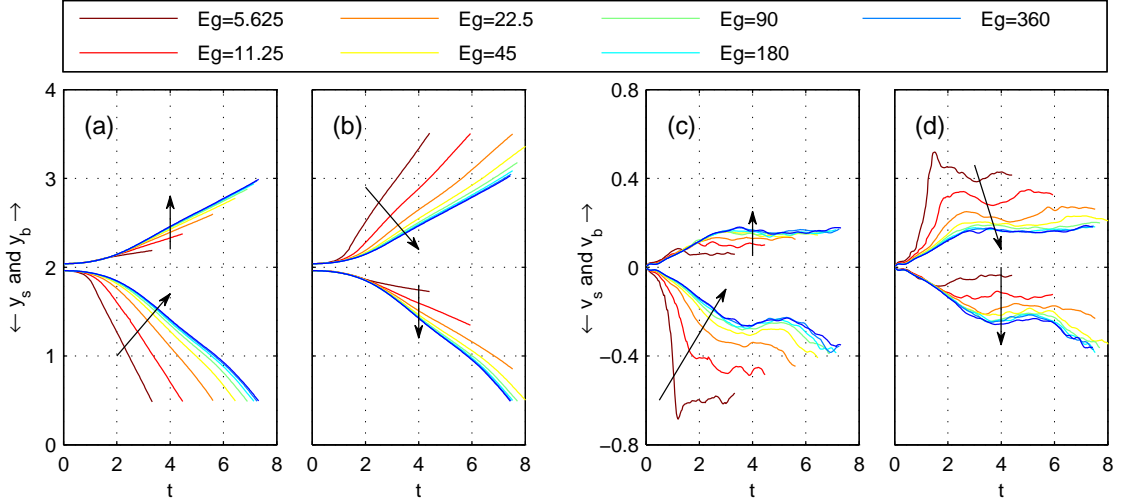 Eg=5.625 Eg=22.5 Eg=90 Eg=360
Eg=11.25 Eg=45 Eg=180
(a) (b) (c) (d)
← y_s and y_b →
4
3
2
1
0
0 2 4 6 8
t
0 2 4 6 8
t
← v_s and v_b →
0.8
0.4
0
−0.4
−0.8
0 2 4 6 8
t
0 2 4 6 8
t